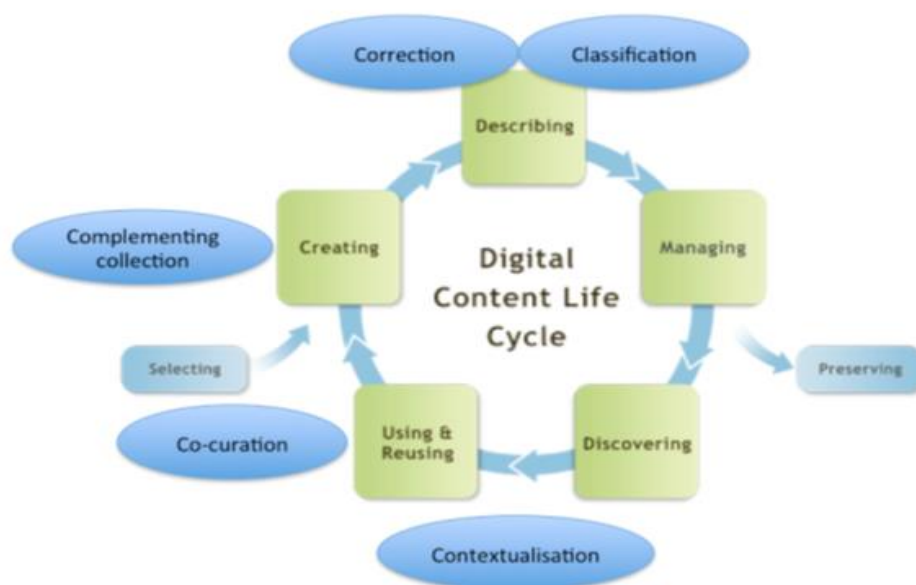 Correction
Classification
Describing
Complementing
collection
Creating
Managing
Digital
Content Life
Cycle
Selecting
Preserving
Co-curation
Using &
Reusing
Discovering
Contextualisation